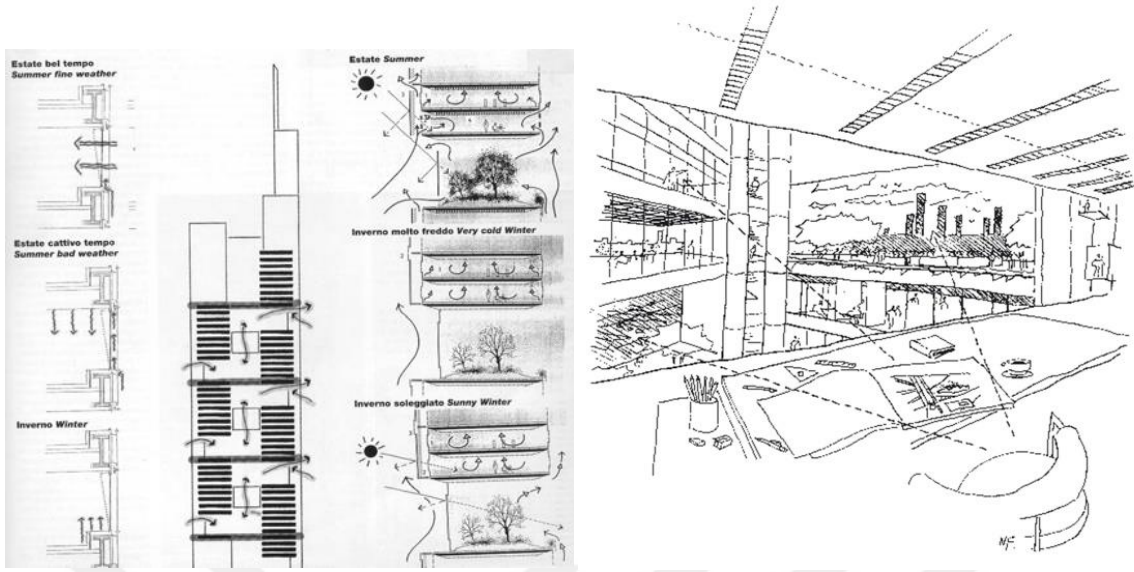 Estate bel tempo
Summer fine weather
Estate cattivo tempo
Summer bad weather
Inverno Winter
Estate Summer
Inverno molto freddo Very cold Winter
Inverno soleggiato Sunny Winter
NF.